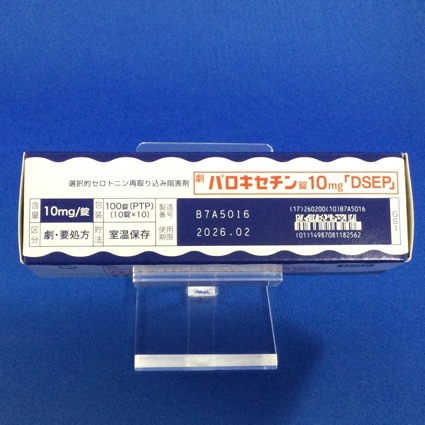 選択的セロトニン再取り込み阻害剤
劇 パロキセチン錠10mg「DSEP」
含量 10mg/錠 包装 100錠(PTP) (10錠×10) 製造番号 B7A5016
区分 劇・要処方 貯法 室温保存 使用期限 2026.02
(17)260200(10)B7A5016
(01)14987081182562
GS1